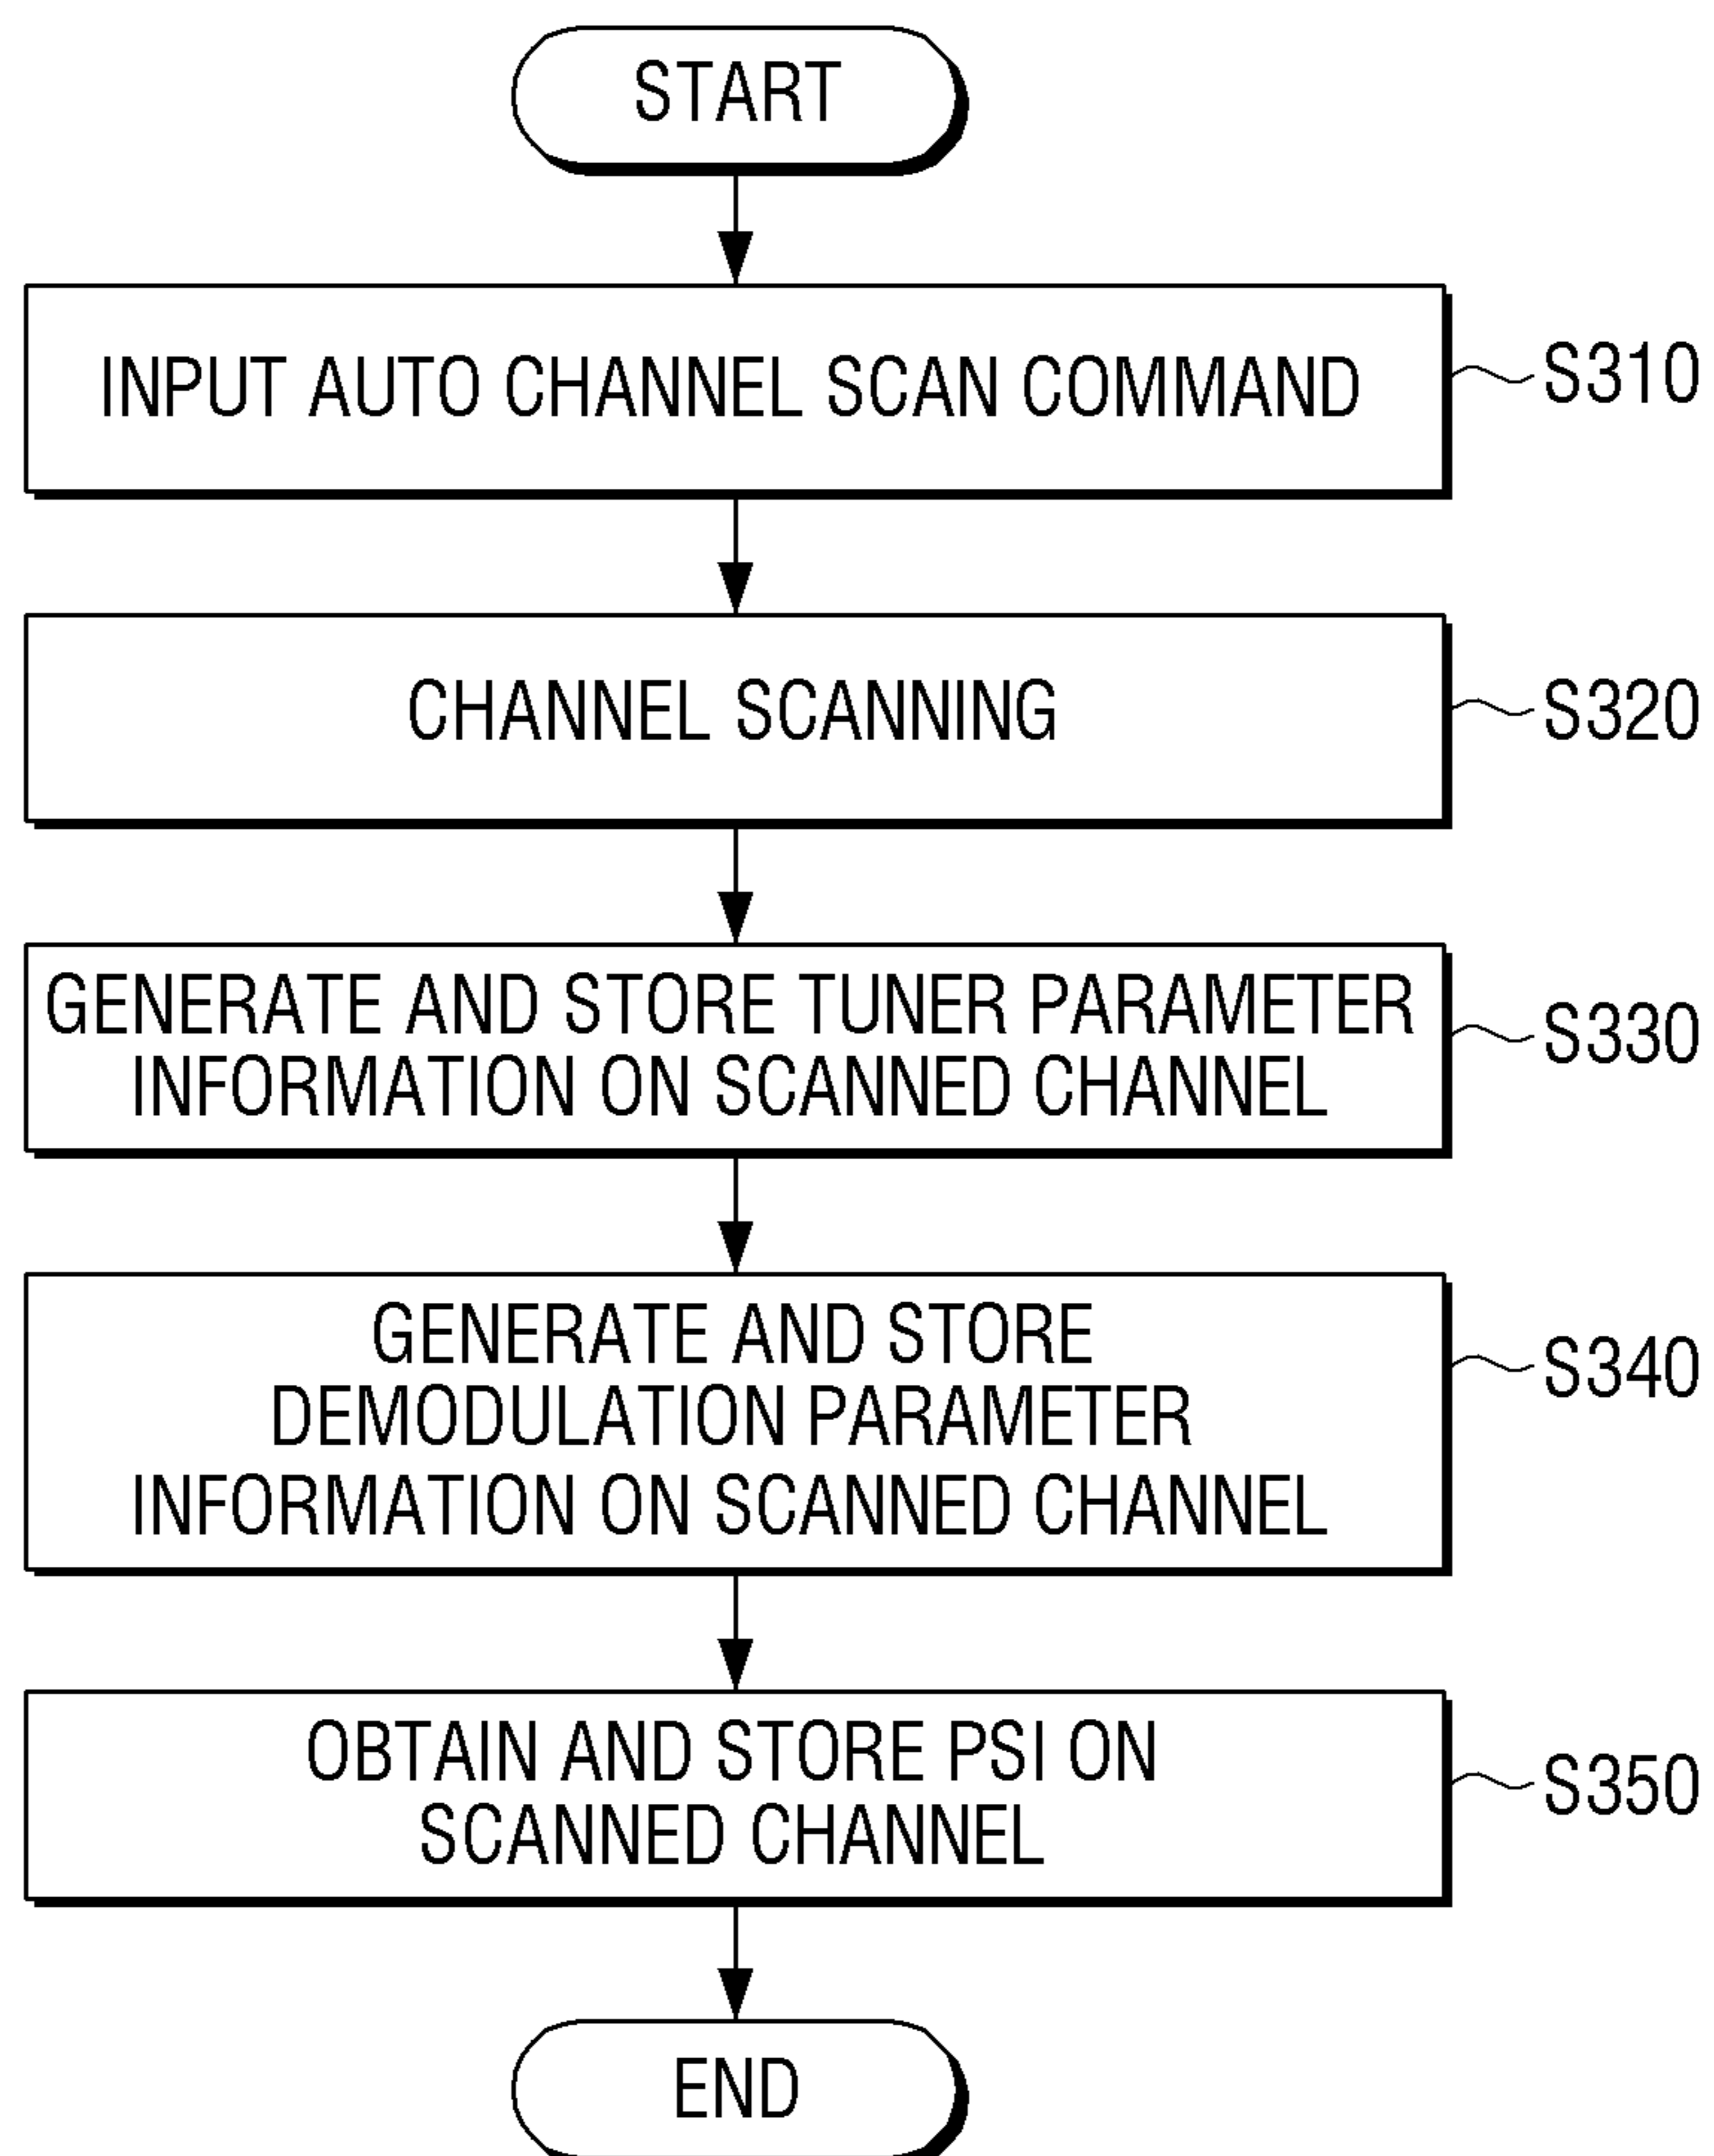 START
INPUT AUTO CHANNEL SCAN COMMAND
S310
CHANNEL SCANNING
S320
GENERATE AND STORE TUNER PARAMETER
INFORMATION ON SCANNED CHANNEL
S330
GENERATE AND STORE
DEMODULATION PARAMETER
INFORMATION ON SCANNED CHANNEL
S340
OBTAIN AND STORE PSI ON
SCANNED CHANNEL
S350
END